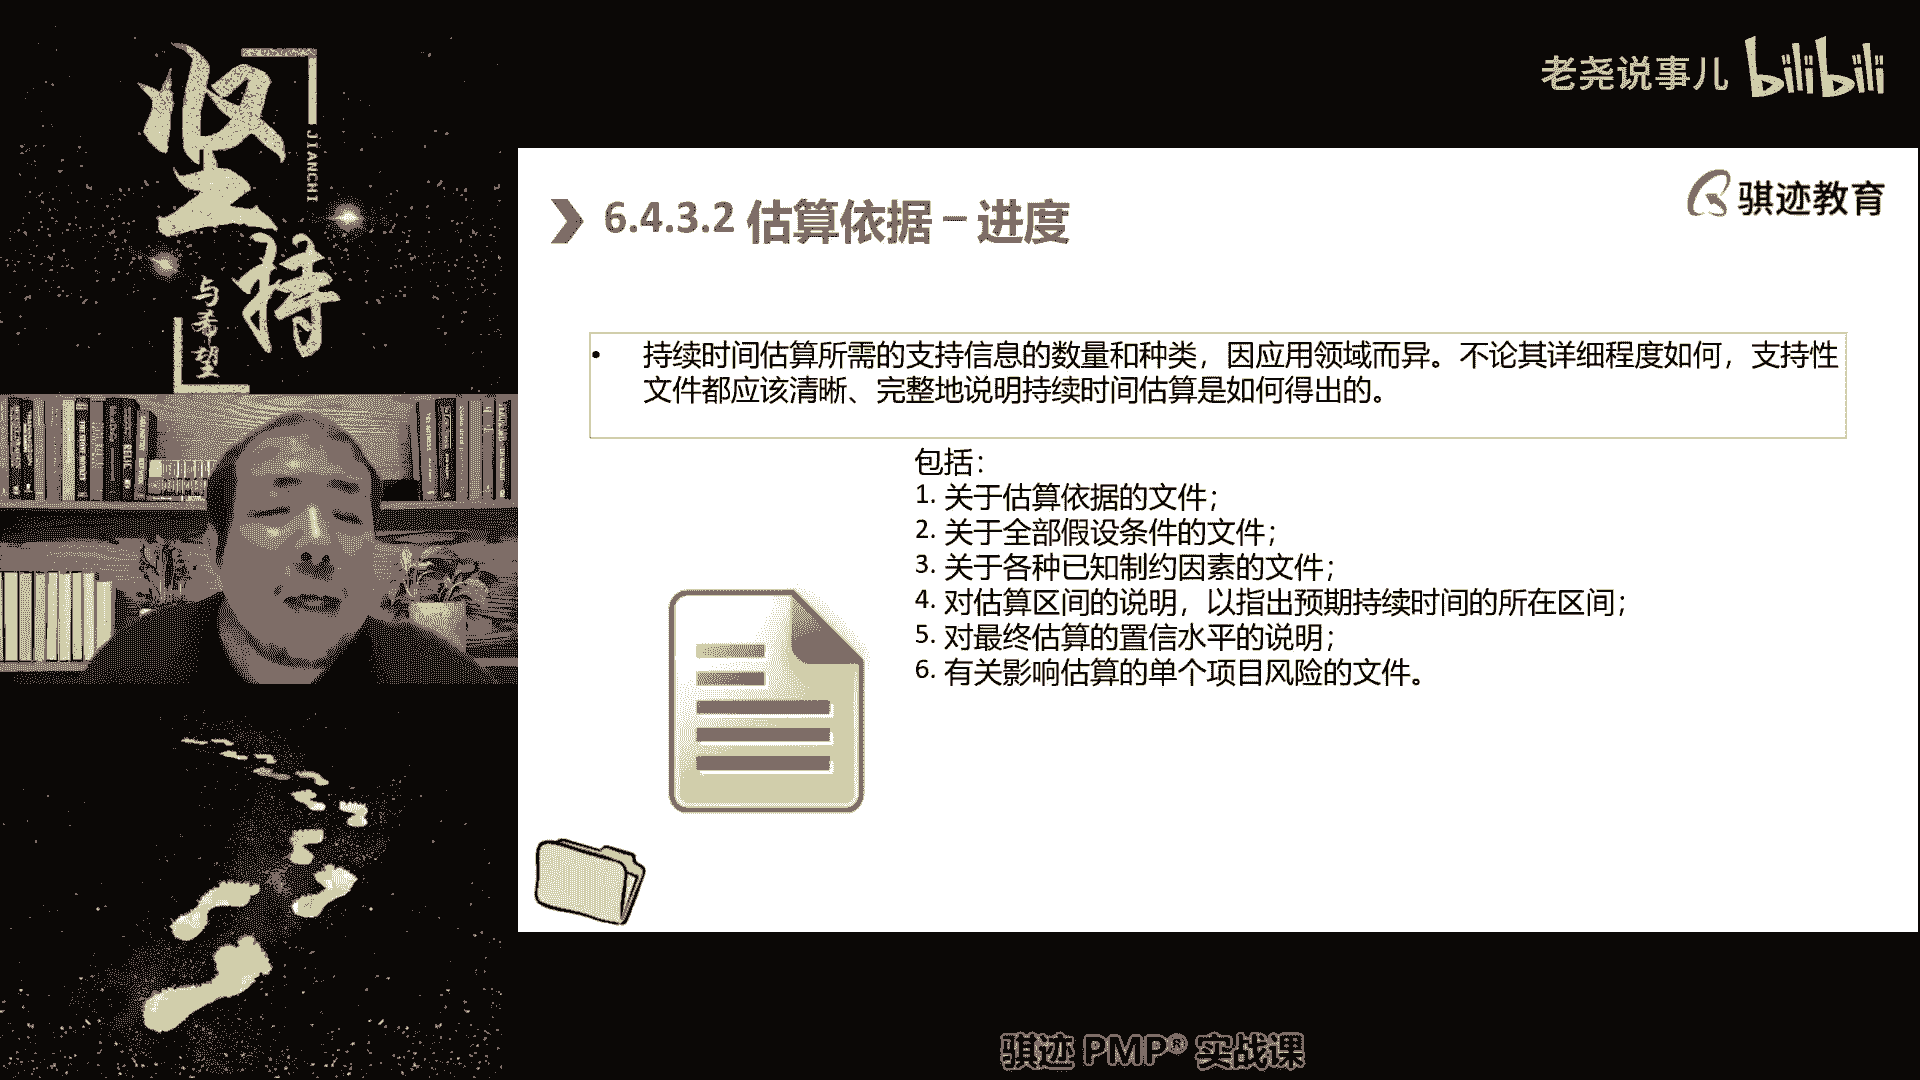 坚持
JIANCHI
与希望
老尧说事儿 bilibili
骐迹教育
6.4.3.2 估算依据 – 进度
• 持续时间估算所需的支持信息的数量和种类，因应用领域而异。不论其详细程度如何，支持性
文件都应该清晰、完整地说明持续时间估算是如何得出的。
包括：
1. 关于估算依据的文件；
2. 关于全部假设条件的文件；
3. 关于各种已知制约因素的文件；
4. 对估算区间的说明，以指出预期持续时间的所在区间；
5. 对最终估算的置信水平的说明；
6. 有关影响估算的单个项目风险的文件。
骐迹 PMP® 实战课